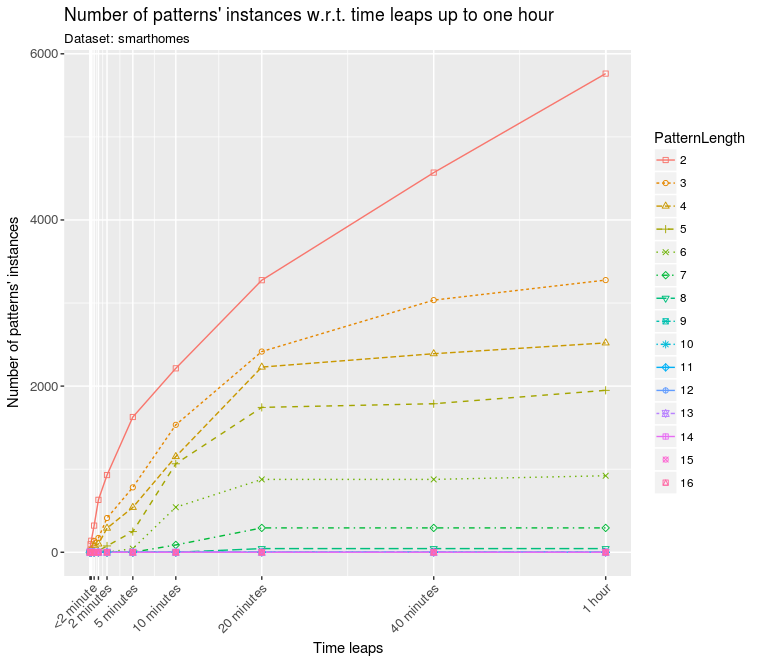 Number of patterns' instances w.r.t. time leaps up to one hour
Dataset: smarthomes
6000
4000
2000
0
Number of patterns' instances
<2 minute
2 minutes
5 minutes
10 minutes
20 minutes
40 minutes
1 hour
Time leaps
PatternLength
2
3
4
5
6
7
8
9
10
11
12
13
14
15
16